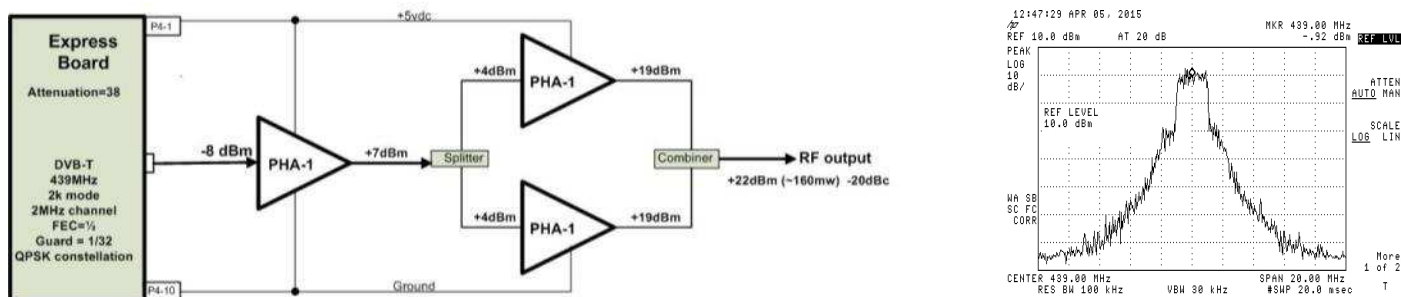 Express
Board
Attenuation=38
DVB-T
439MHz
2k mode
2MHz channel
FEC=½
Guard = 1/32
QPSK constellation
P4-1
P4-10
+5vdc
-8 dBm
PHA-1
+7dBm
Splitter
+4dBm
PHA-1
+19dBm
+4dBm
PHA-1
+19dBm
Combiner
RF output
+22dBm (~160mw) -20dBc
Ground
12:47:29 APR 05, 2015
hp
MKR 439.00 MHz
REF 10.0 dBm AT 20 dB -.92 dBm
REF LVL
PEAK
LOG
10
dB/
REF LEVEL
10.0 dBm
ATTEN
AUTO MAN
SCALE
LOG LIN
WA SB
SC FC
CORR
More
1 of 2
CENTER 439.00 MHz SPAN 20.00 MHz
RES BW 100 kHz VBW 30 kHz #SWP 20.0 msec
T